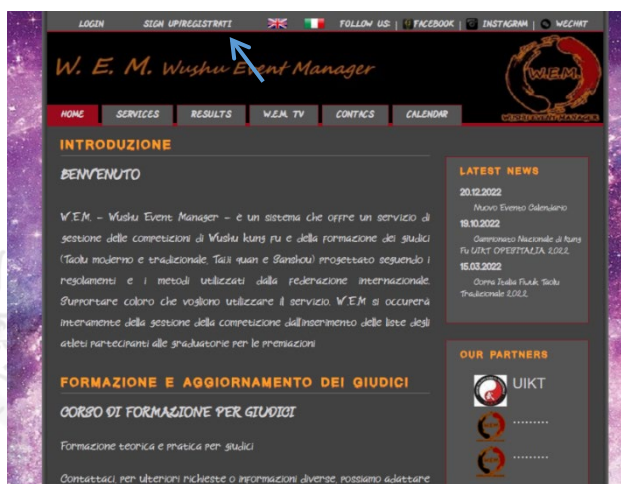 LOGIN SIGN UP/REGISTRATI FOLLOW US: | FACEBOOK | INSTAGRAM | WECHAT
W. E. M. Wushu Event Manager
W.E.M.
WUSHU EVENT MANAGER
HOME SERVICES RESULTS W.E.M. TV CONTACS CALENDAR
INTRODUZIONE
BENVENUTO
W.E.M. – Wushu Event Manager – è un sistema che offre un servizio di
gestione delle competizioni di Wushu kung fu e della formazione dei giudici
(Taolu moderno e tradizionale, Taiji quan e Sanshou) progettato seguendo i
regolamenti e i metodi utilizzati dalla federazione internazionale.
Supportare coloro che vogliono utilizzare il servizio, W.E.M si occuperà
interamente della gestione della competizione dall'inserimento delle liste degli
atleti partecipanti alle graduatorie per le premiazioni
FORMAZIONE E AGGIORNAMENTO DEI GIUDICI
CORSO DI FORMAZIONE PER GIUDICI
Formazione teorica e pratica per giudici
Contattaci, per ulteriori richieste o informazioni diverse, possiamo adattare
LATEST NEWS
20.12.2022
Nuovo Evento Calendario
19.10.2022
Campionato Nazionale di Kung
Fu UIKT OPESITALIA 2022
15.03.2022
Coppa Italia Fiwuk Taolu
Tradizionale 2022
OUR PARTNERS
UIKT
.........
.........